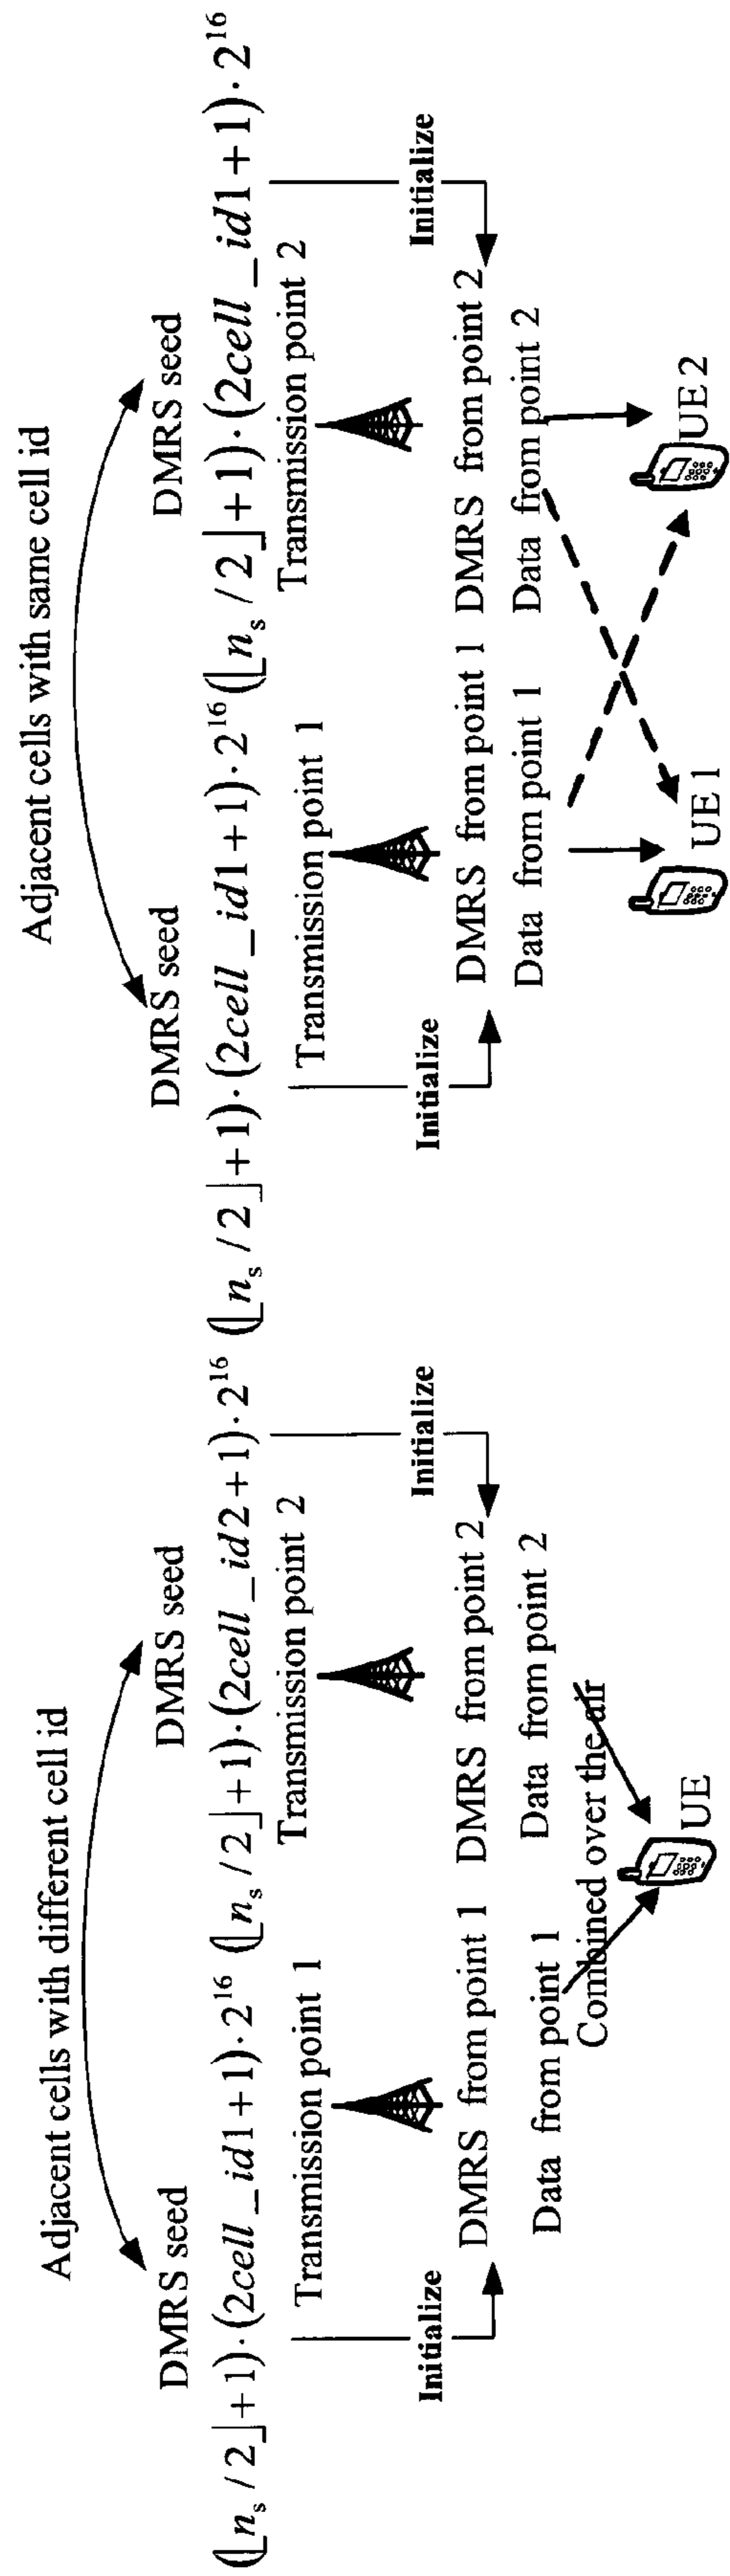 Adjacent cells with different cell id
DMRS seed
DMRS seed
(⌊n_s / 2⌋ + 1)·(2cell_id1 + 1)·2^16
(⌊n_s / 2⌋ + 1)·(2cell_id2 + 1)·2^16
Transmission point 1
Transmission point 2
Initialize
Initialize
DMRS from point 1
DMRS from point 2
Data from point 1
Data from point 2
Combined over the air
UE
Adjacent cells with same cell id
DMRS seed
DMRS seed
(⌊n_s / 2⌋ + 1)·(2cell_id1 + 1)·2^16
(⌊n_s / 2⌋ + 1)·(2cell_id1 + 1)·2^16
Transmission point 1
Transmission point 2
Initialize
Initialize
DMRS from point 1
DMRS from point 2
Data from point 1
Data from point 2
UE 1
UE 2